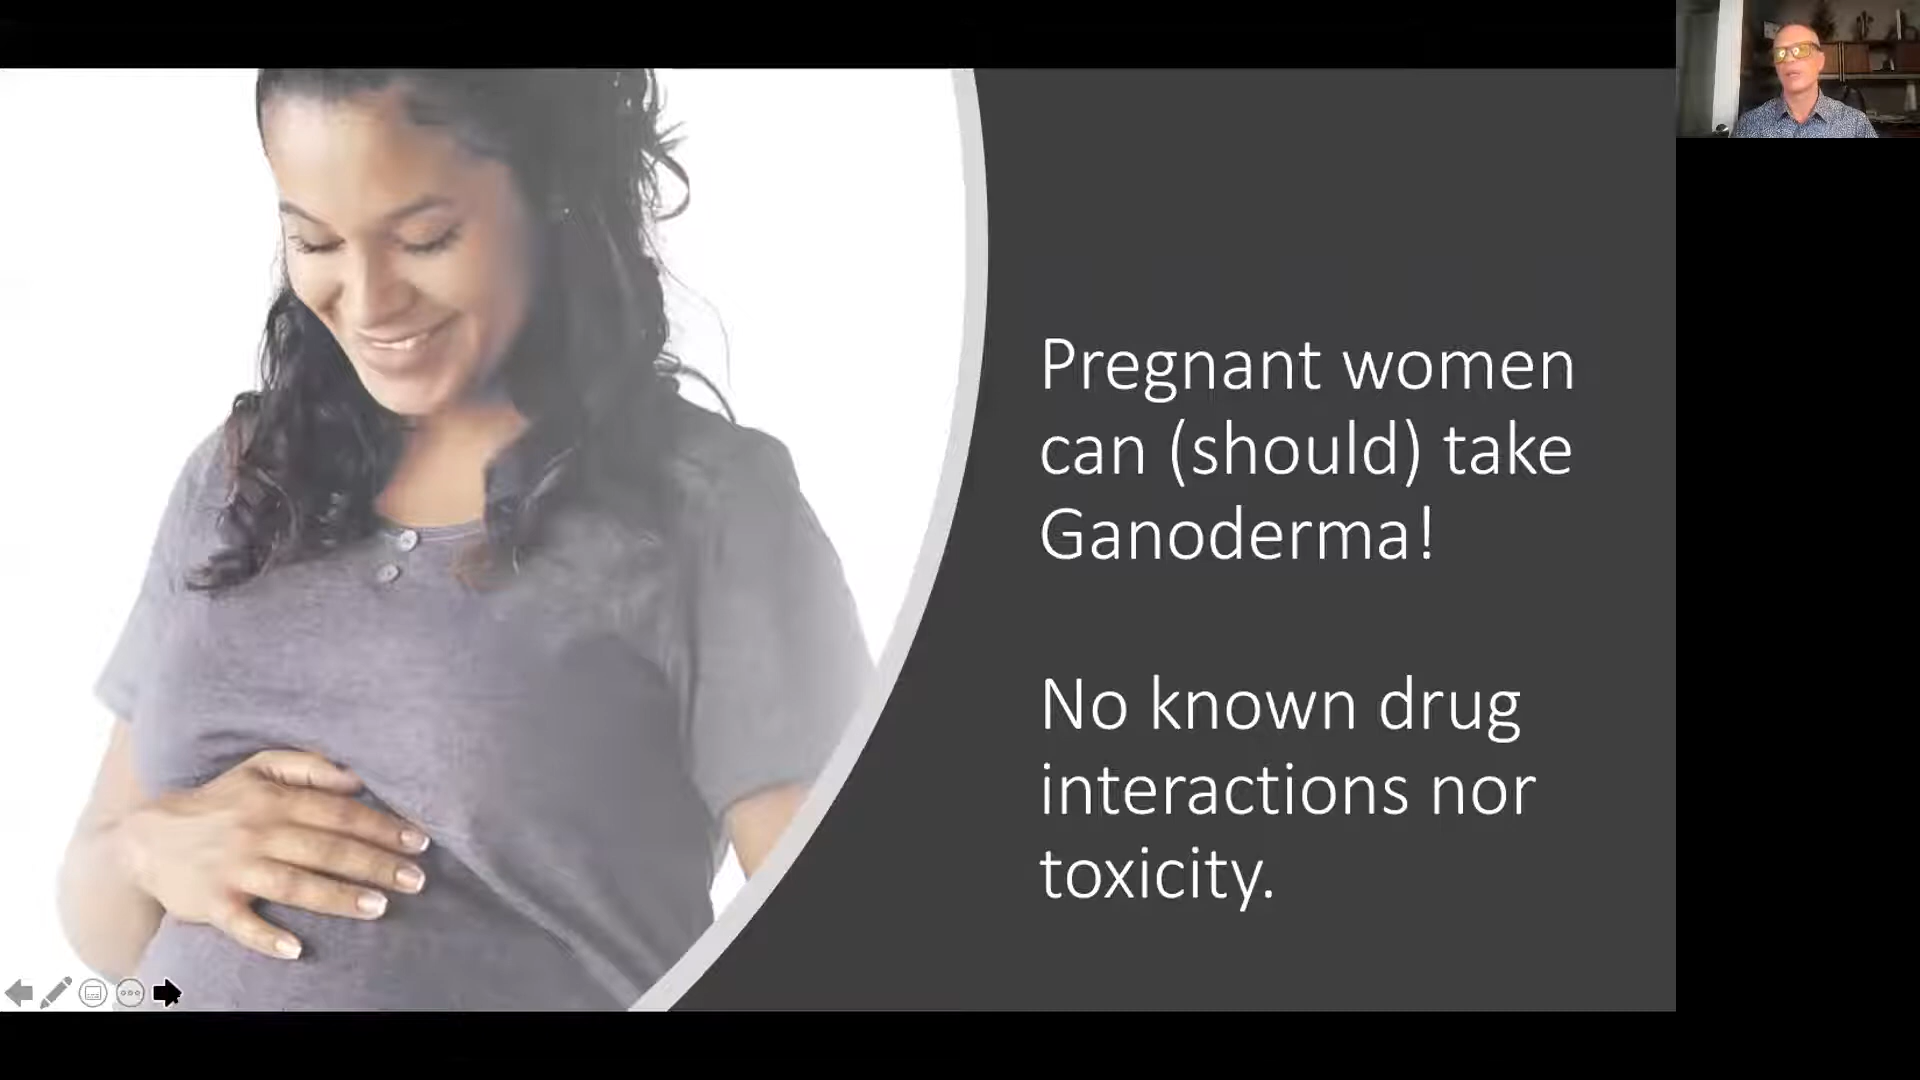 Pregnant women
can (should) take
Ganoderma!
No known drug
interactions nor
toxicity.